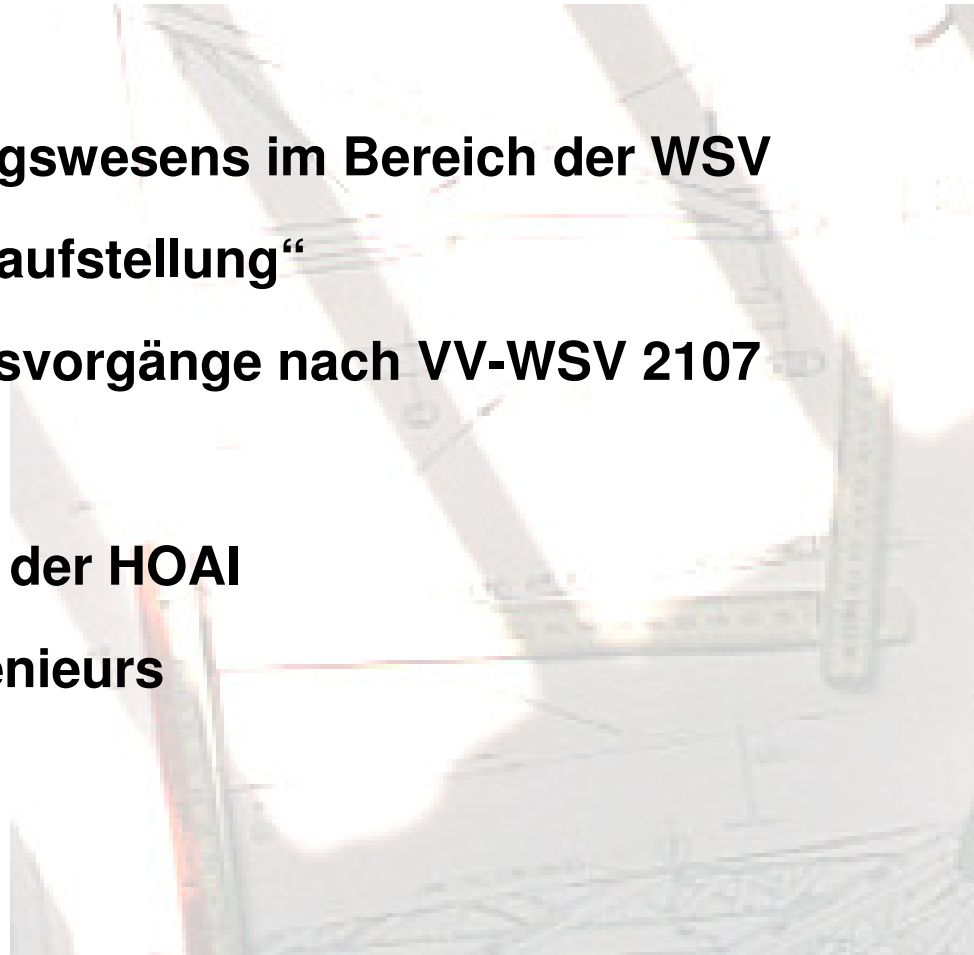 gswesens im Bereich der WSV
aufstellung“
svorgänge nach VV-WSV 2107
der HOAI
enieurs